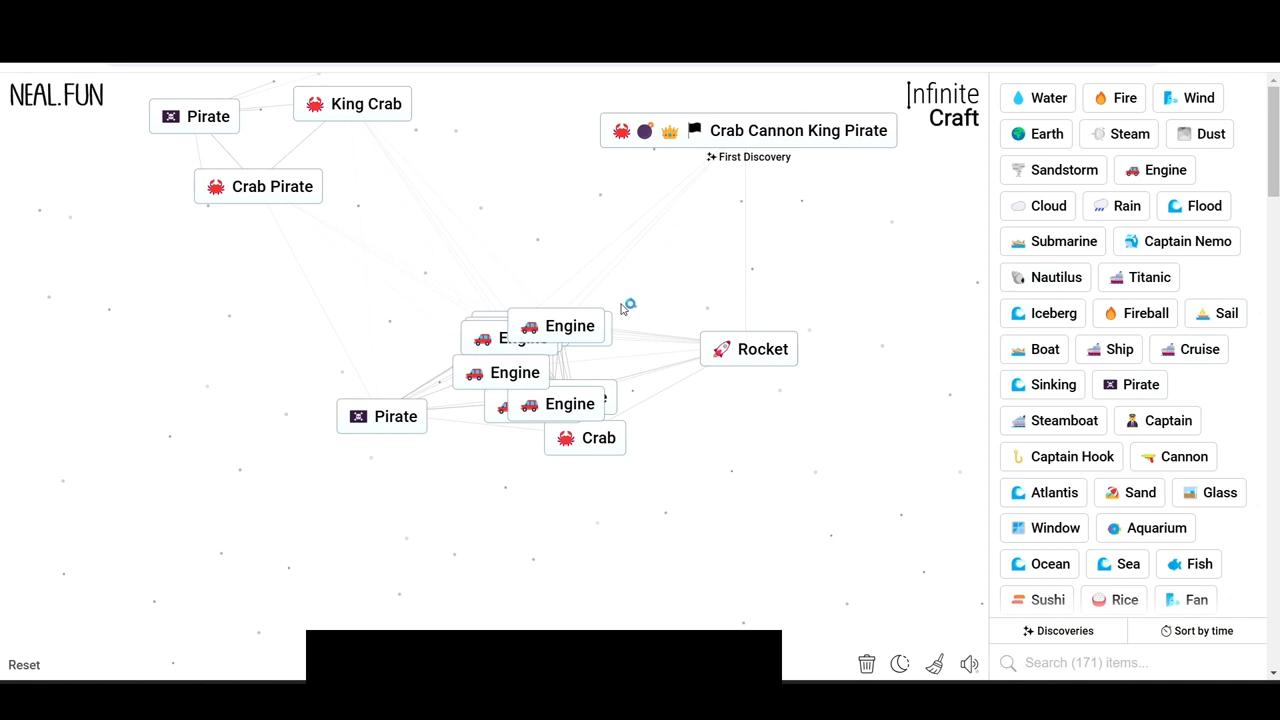 NEAL.FUN
Pirate
King Crab
Crab Pirate
Crab Cannon King Pirate
First Discovery
Infinite
Craft
Engine
Engine
Rocket
Engine
Engine
Pirate
Crab
Water
Fire
Wind
Earth
Steam
Dust
Sandstorm
Engine
Cloud
Rain
Flood
Submarine
Captain Nemo
Nautilus
Titanic
Iceberg
Fireball
Sail
Boat
Ship
Cruise
Sinking
Pirate
Steamboat
Captain
Captain Hook
Cannon
Atlantis
Sand
Glass
Window
Aquarium
Ocean
Sea
Fish
Sushi
Rice
Fan
Discoveries
Sort by time
Search (171) items...
Reset